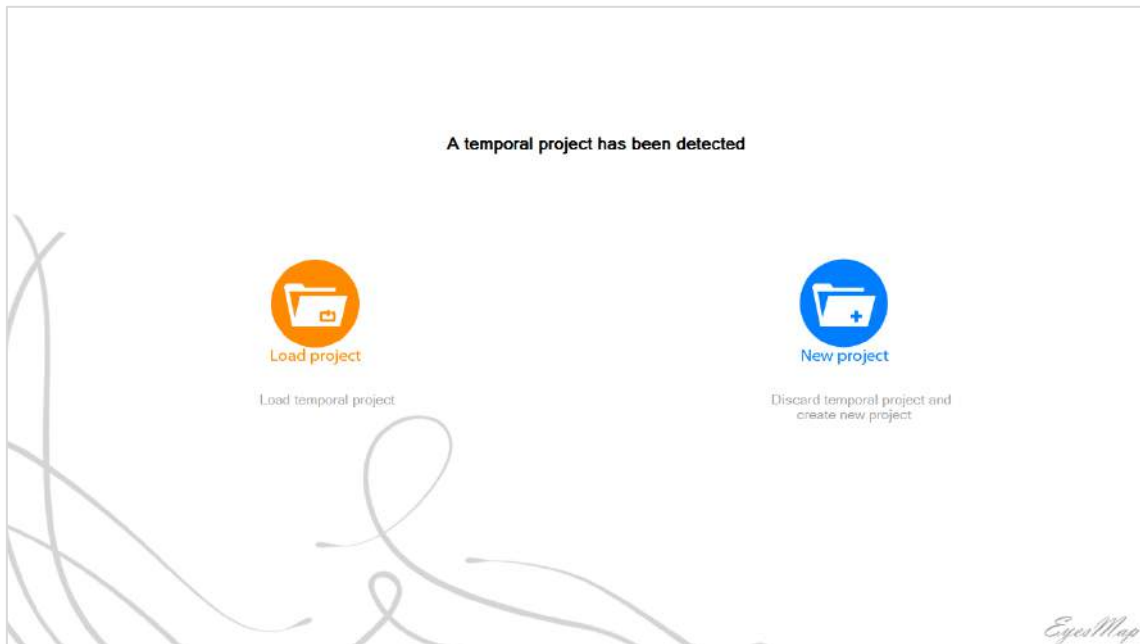 A temporal project has been detected
Load project
New project
Load temporal project
Discard temporal project and
create new project
EyesMap